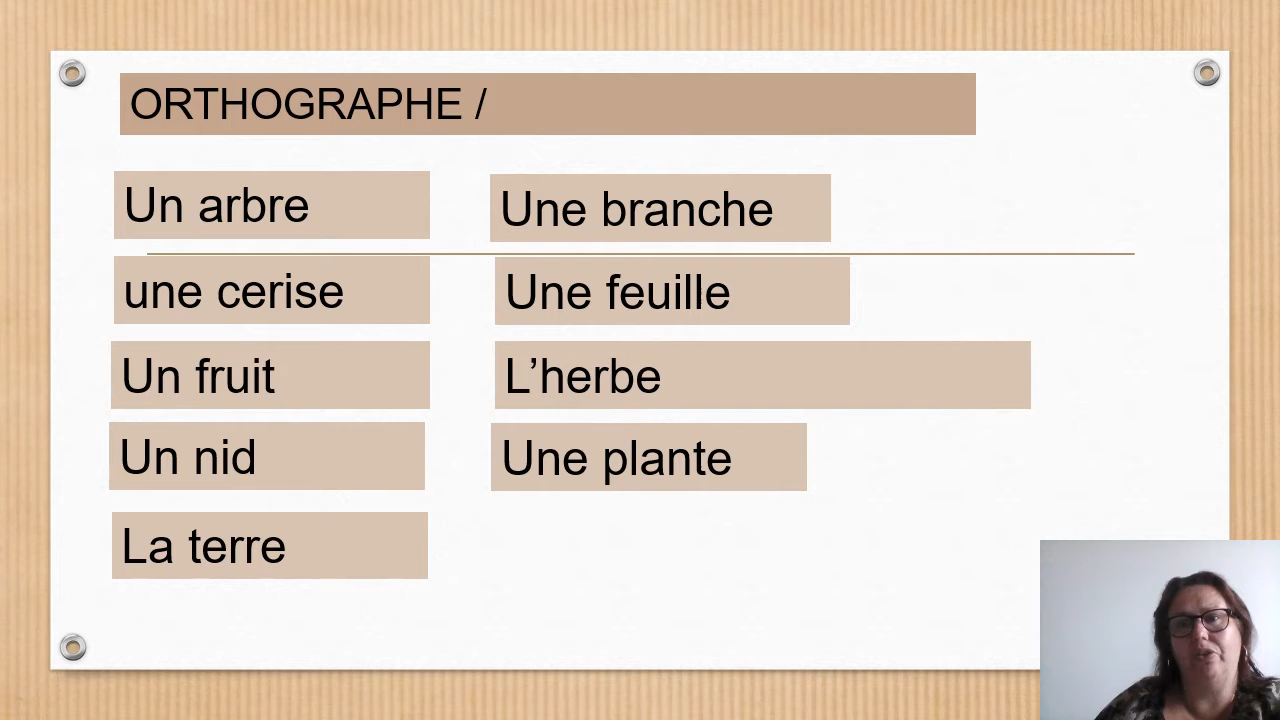 ORTHOGRAPHE /
Un arbre
une cerise
Un fruit
Un nid
La terre
Une branche
Une feuille
L’herbe
Une plante